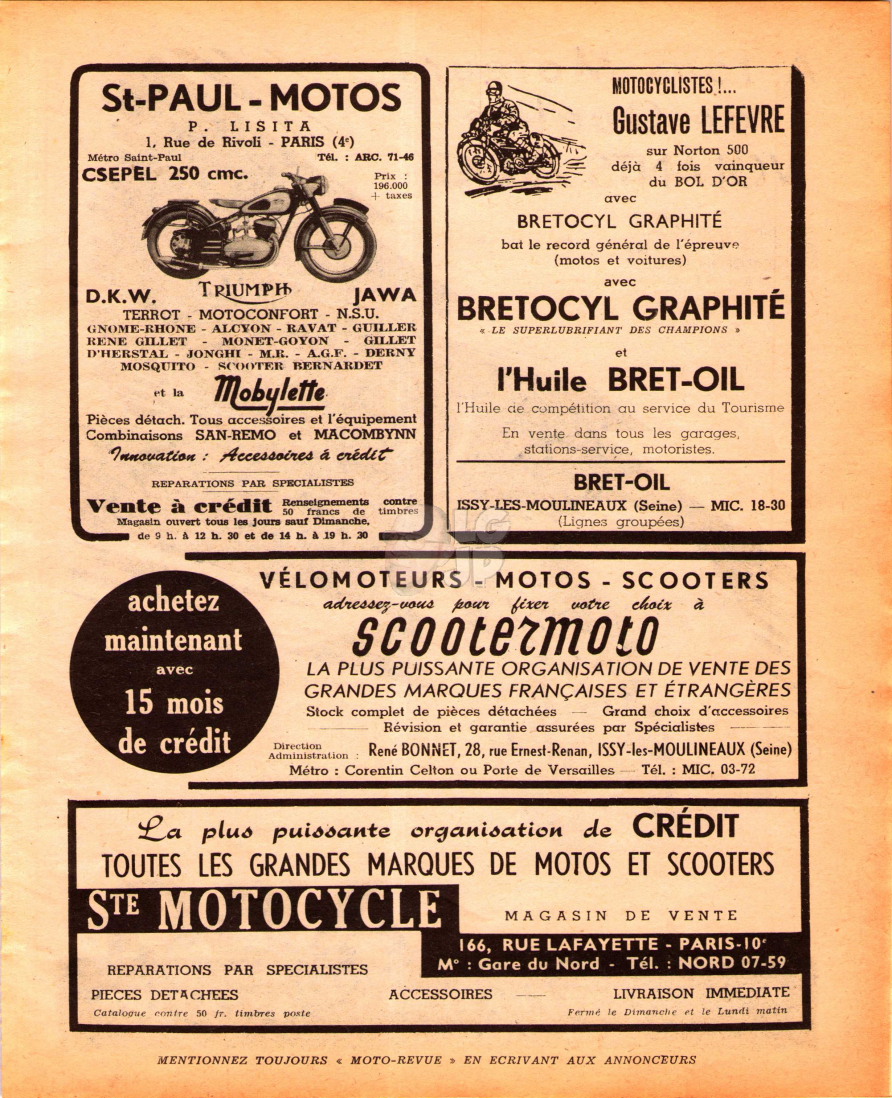 St-PAUL - MOTOS
P. LISITA
1, Rue de Rivoli - PARIS (4e)
Métro Saint-Paul Tél. : ARC. 71-46
CSEPEL 250 cmc.
Prix :
196.000
+ taxes
D.K.W. TRIUMPH JAWA
TERROT - MOTOCONFORT - N.S.U.
GNOME-RHONE - ALCYON - RAVAT - GUILLER
RENE GILLET - MONET-GOYON - GILLET
D'HERSTAL - JONGHI - M.R. - A.G.F. - DERNY
MOSQUITO - SCOOTER BERNARDET
et la Mobylette
Pièces détach. Tous accessoires et l'équipement
Combinaisons SAN-REMO et MACOMBYNN
Innovation : Accessoires à crédit
REPARATIONS PAR SPECIALISTES
Vente à crédit Renseignements contre
50 francs de timbres
Magasin ouvert tous les jours sauf Dimanche,
de 9 h. à 12 h. 30 et de 14 h. à 19 h. 30
MOTOCYCLISTES !...
Gustave LEFEVRE
sur Norton 500
déjà 4 fois vainqueur
du BOL D'OR
avec
BRETOCYL GRAPHITÉ
bat le record général de l'épreuve
(motos et voitures)
avec
BRETOCYL GRAPHITÉ
« LE SUPERLUBRIFIANT DES CHAMPIONS »
et
l'Huile BRET-OIL
l'Huile de compétition au service du Tourisme
En vente dans tous les garages,
stations-service, motoristes.
BRET-OIL
ISSY-LES-MOULINEAUX (Seine) — MIC. 18-30
(Lignes groupées)
achetez
maintenant
avec
15 mois
de crédit
VÉLOMOTEURS - MOTOS - SCOOTERS
adressez-vous pour fixer votre choix à
scootermoto
LA PLUS PUISSANTE ORGANISATION DE VENTE DES
GRANDES MARQUES FRANÇAISES ET ÉTRANGÈRES
Stock complet de pièces détachées — Grand choix d'accessoires
Révision et garantie assurées par Spécialistes
Direction
Administration : René BONNET, 28, rue Ernest-Renan, ISSY-les-MOULINEAUX (Seine)
Métro : Corentin Celton ou Porte de Versailles — Tél. : MIC. 03-72
La plus puissante organisation de CRÉDIT
TOUTES LES GRANDES MARQUES DE MOTOS ET SCOOTERS
STE MOTOCYCLE
MAGASIN DE VENTE
166, RUE LAFAYETTE - PARIS-10e
M° : Gare du Nord - Tél. : NORD 07-59
REPARATIONS PAR SPECIALISTES
PIECES DETACHEES ACCESSOIRES — LIVRAISON IMMEDIATE
Catalogue contre 50 fr. timbres poste Fermé le Dimanche et le Lundi matin
MENTIONNEZ TOUJOURS « MOTO-REVUE » EN ECRIVANT AUX ANNONCEURS